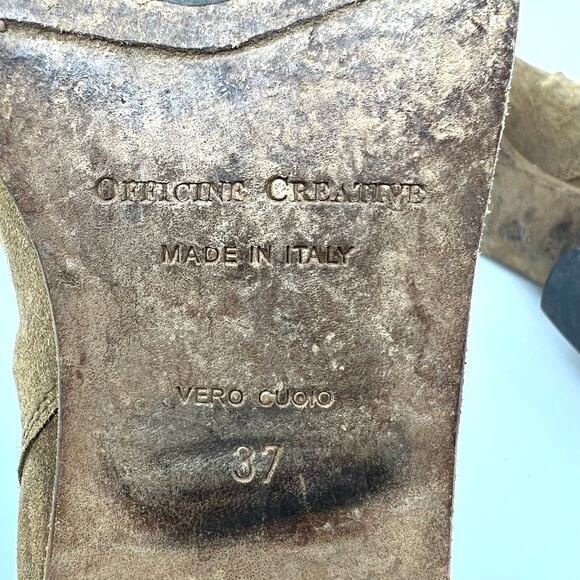 OFFICINE CREATIVE
MADE IN ITALY
VERO CUOIO
37